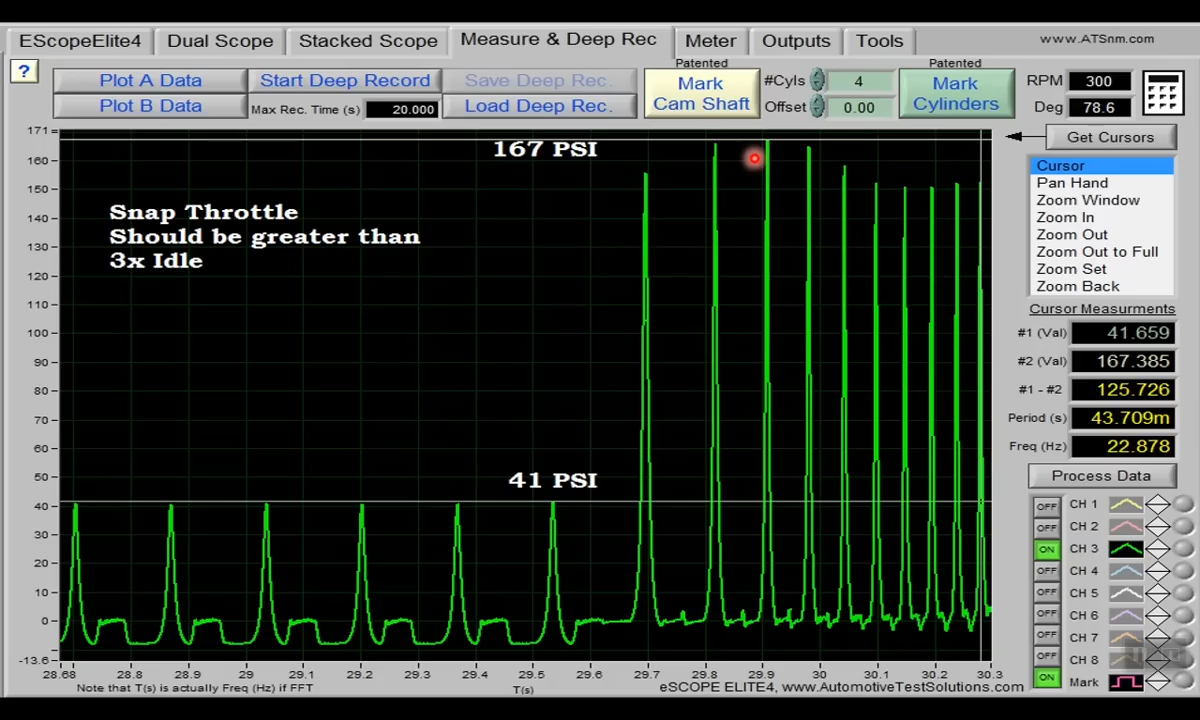 EScopeElite4 Dual Scope Stacked Scope Measure & Deep Rec Meter Outputs Tools www.ATSnm.com
?
Plot A Data Start Deep Record Save Deep Rec. Patented Mark Cam Shaft #Cyls 4 Patented Mark Cylinders RPM 300
Plot B Data Max Rec. Time (s) 20.000 Load Deep Rec. Offset 0.00 Deg 78.6
Get Cursors
Cursor
Pan Hand
Zoom Window
Zoom In
Zoom Out
Zoom Out to Full
Zoom Set
Zoom Back
Cursor Measurments
#1 (Val) 41.659
#2 (Val) 167.385
#1 - #2 125.726
Period (s) 43.709m
Freq (Hz) 22.878
Process Data
OFF CH 1
OFF CH 2
ON CH 3
OFF CH 4
OFF CH 5
OFF CH 6
OFF CH 7
OFF CH 8
ON Mark
167 PSI
Snap Throttle
Should be greater than
3x Idle
41 PSI
171
160
150
140
130
120
110
100
90
80
70
60
50
40
30
20
10
0
-13.6
28.68 28.8 28.9 29 29.1 29.2 29.3 29.4 29.5 29.6 29.7 29.8 29.9 30 30.1 30.2 30.3
Note that T(s) is actually Freq (Hz) if FFT T(s) eSCOPE ELITE4, www.AutomotiveTestSolutions.com